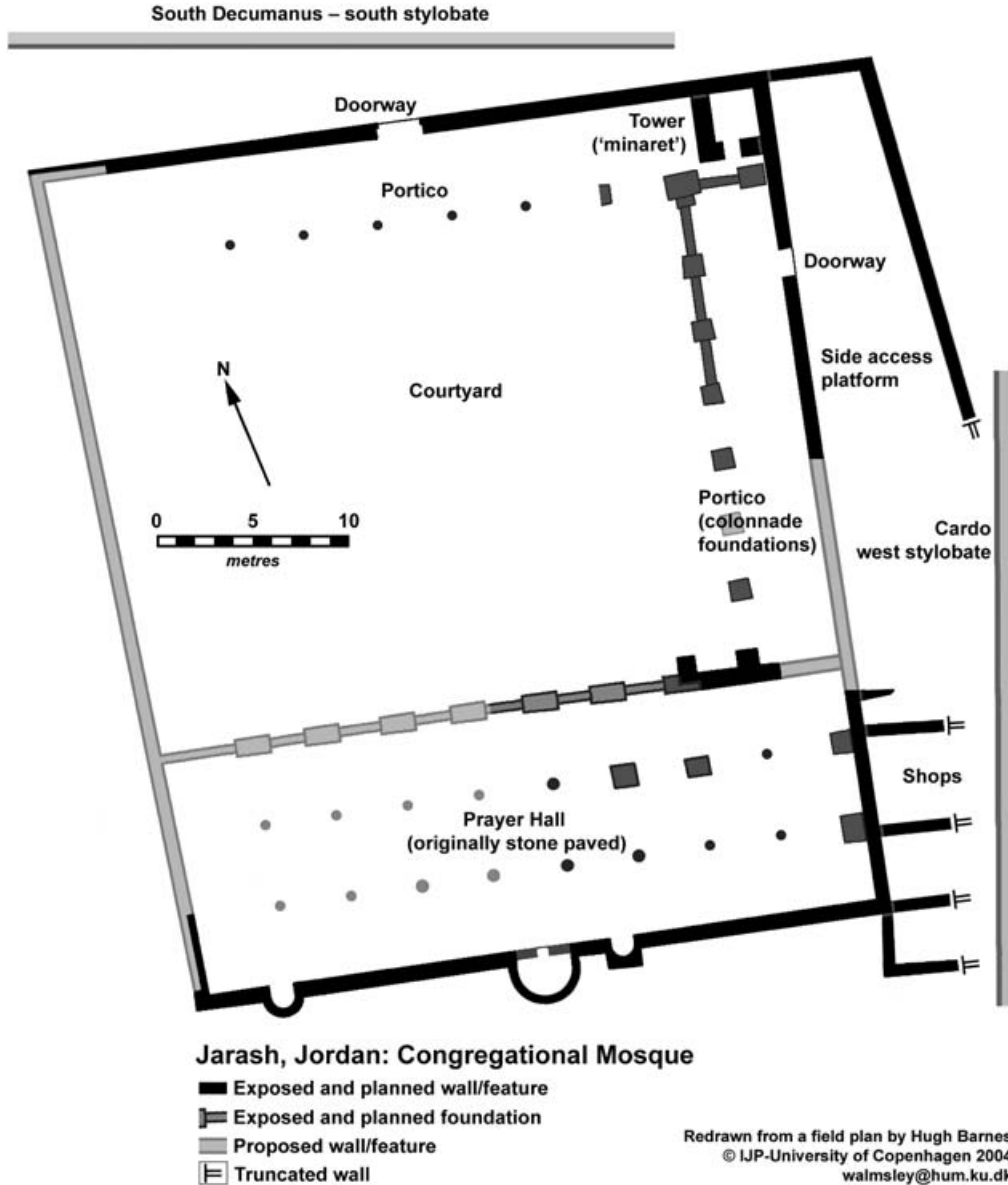 South Decumanus – south stylobate
Doorway
Tower
(‘minaret’)
Portico
Doorway
N
Courtyard
Side access
platform
0 5 10
metres
Portico
(colonnade
foundations)
Cardo
west stylobate
Shops
Prayer Hall
(originally stone paved)
Jarash, Jordan: Congregational Mosque
Exposed and planned wall/feature
Exposed and planned foundation
Proposed wall/feature
Truncated wall
Redrawn from a field plan by Hugh Barnes
© IJP-University of Copenhagen 2004
walmsley@hum.ku.dk